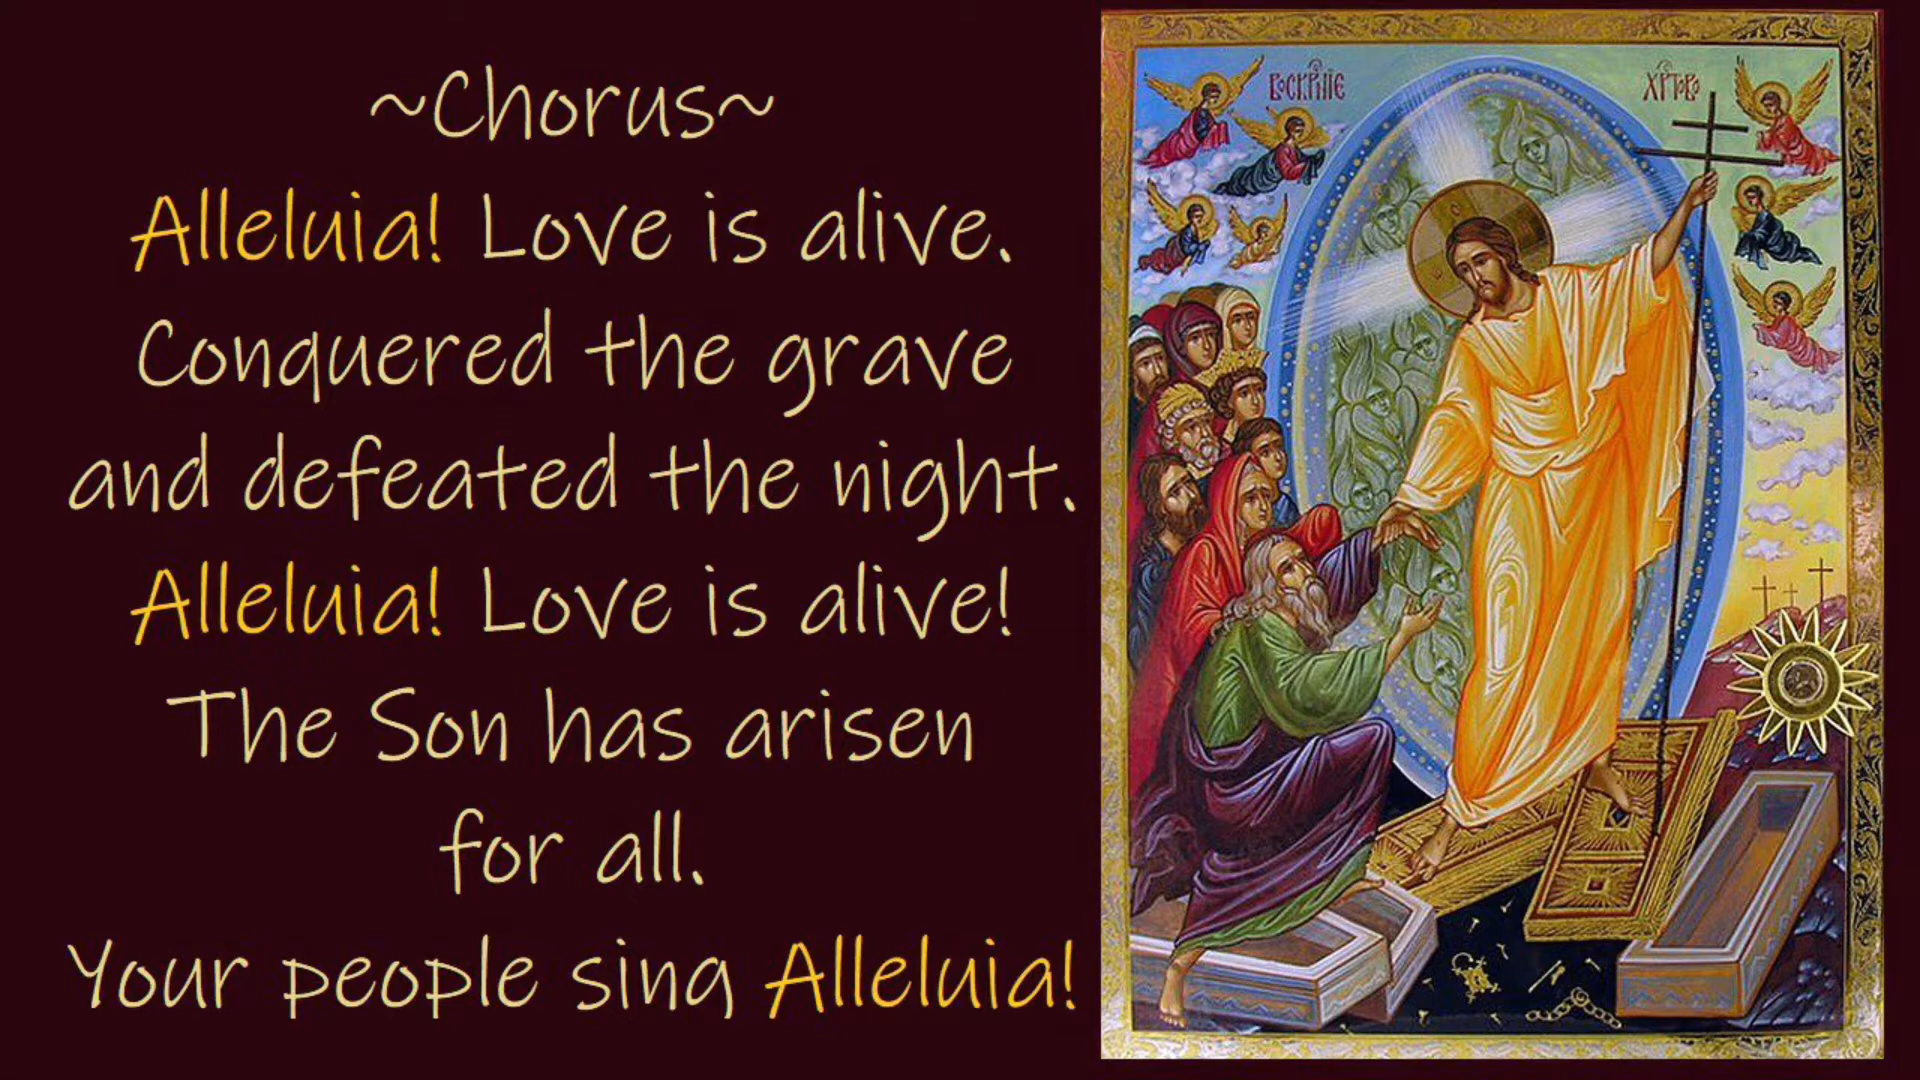 ~Chorus~
Alleluia! Love is alive.
Conquered the grave
and defeated the night.
Alleluia! Love is alive!
The Son has arisen
for all.
Your people sing Alleluia!